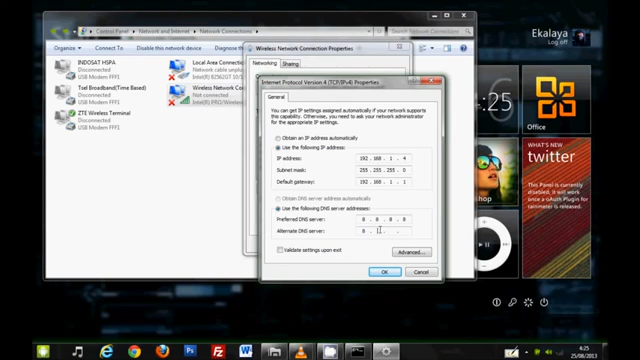 Control Panel ▸ Network and Internet ▸ Network Connections ▸
Ekalaya
Log off
Organize
Connect To
Disable this network device
Diagnose this
Wireless Network Connection Properties
Networking
Sharing
INDOSAT HSPA
Disconnected
USB Modem FFFI
Local Area Connection
Network cable unplugged
Tsel Broadband(Time Based)
Disconnected
USB Modem FFFI
Wireless Network Co
Not connected
Intel(R) PRO/Wireless
ZTE Wireless Terminal
Disconnected
USB Modem FFFI
Internet Protocol Version 4 (TCP/IPv4) Properties
General
You can get IP settings assigned automatically if your network supports
this capability. Otherwise, you need to ask your network administrator
for the appropriate IP settings.
Obtain an IP address automatically
Use the following IP address:
IP address:
192 . 168 . 1 . 4
Subnet mask:
255 . 255 . 255 . 0
Default gateway:
192 . 168 . 1 . 1
Obtain DNS server address automatically
Use the following DNS server addresses:
Preferred DNS server:
8 . 8 . 8 . 8
Alternate DNS server:
8 .
Validate settings upon exit
Advanced...
OK
Cancel
:25
Office
WHAT'S NEW
twitter
This Panel is currently
disabled, it will once
use oAuth Plugin for
rainmeter is released.
Shop
4:25
25/08/2013